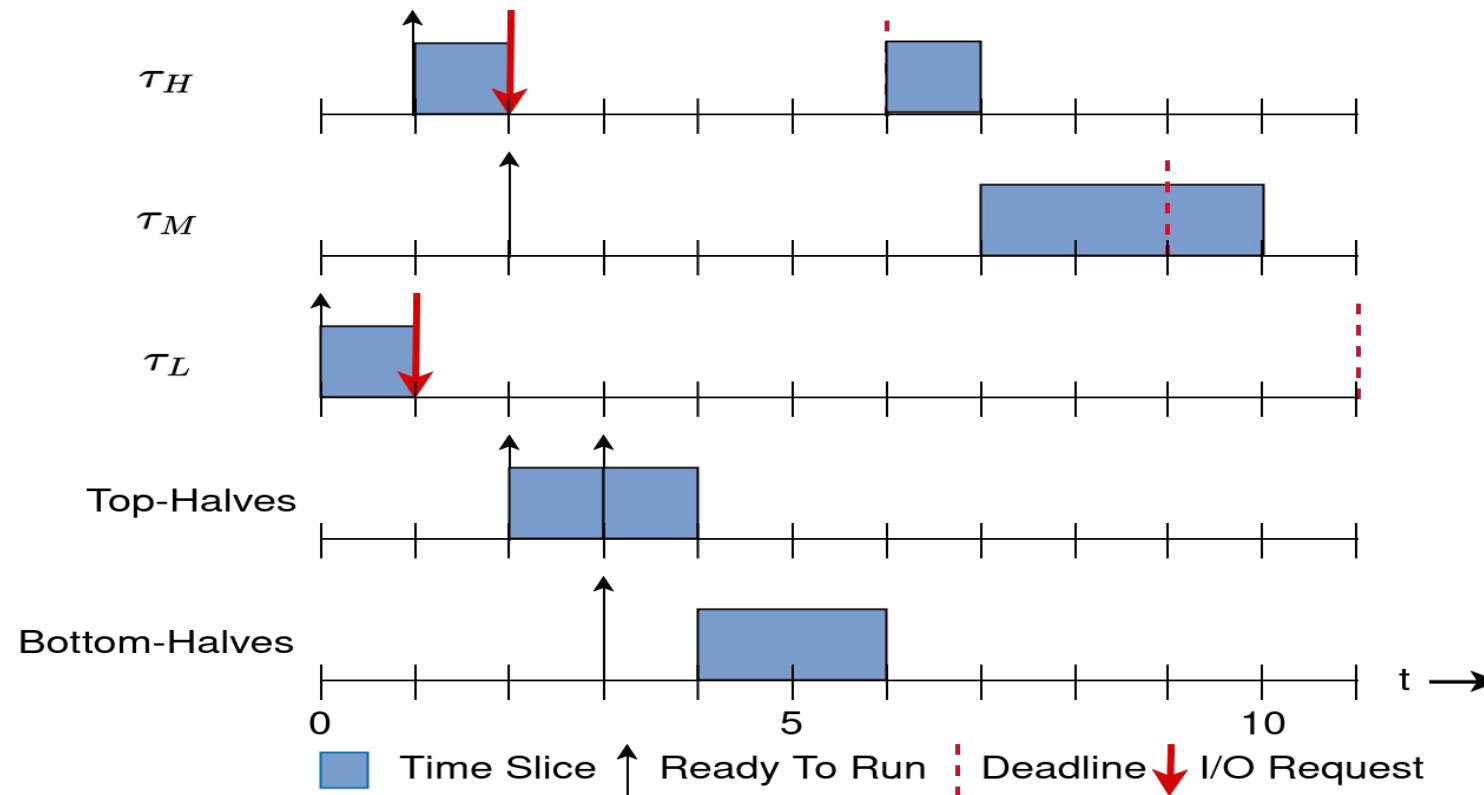 τH
τM
τL
Top-Halves
Bottom-Halves
t
0 5 10
Time Slice Ready To Run Deadline I/O Request